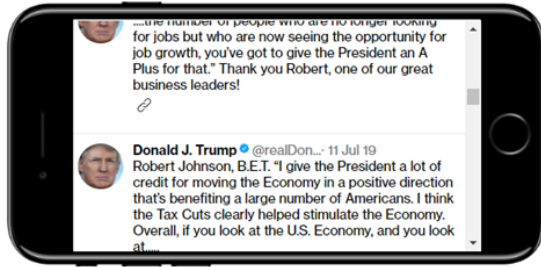 ....the number of people who are no longer looking
for jobs but who are now seeing the opportunity for
job growth, you've got to give the President an A
Plus for that.” Thank you Robert, one of our great
business leaders!
Donald J. Trump @realDon...· 11 Jul 19
Robert Johnson, B.E.T. “I give the President a lot of
credit for moving the Economy in a positive direction
that's benefiting a large number of Americans. I think
the Tax Cuts clearly helped stimulate the Economy.
Overall, if you look at the U.S. Economy, and you look
at.....